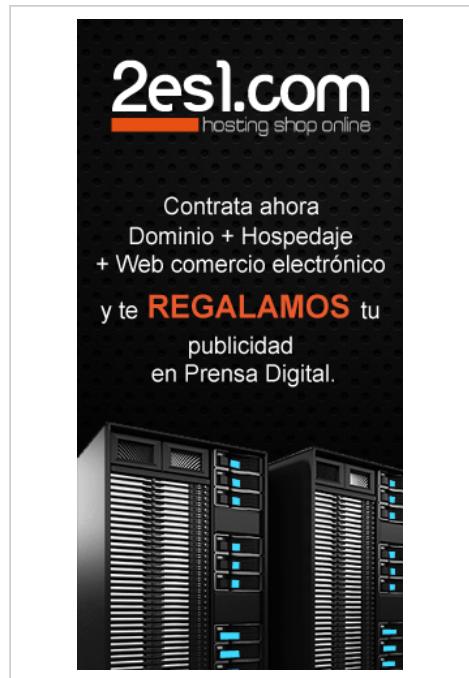 2es1.com
hosting shop online
Contrata ahora
Dominio + Hospedaje
+ Web comercio electrónico
y te REGALAMOS tu
publicidad
en Prensa Digital.